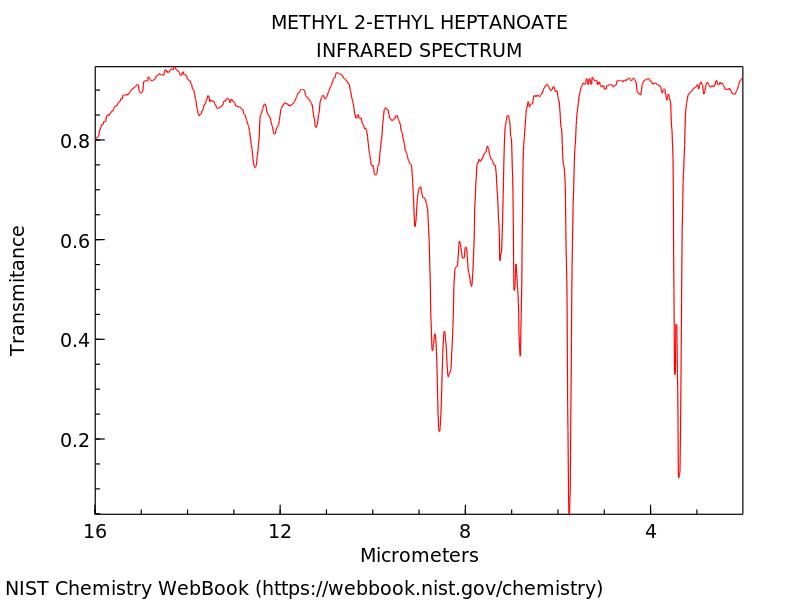 METHYL 2-ETHYL HEPTANOATE
INFRARED SPECTRUM
0.8
0.6
0.4
0.2
Transmitance
16 12 8 4
Micrometers
NIST Chemistry WebBook (https://webbook.nist.gov/chemistry)